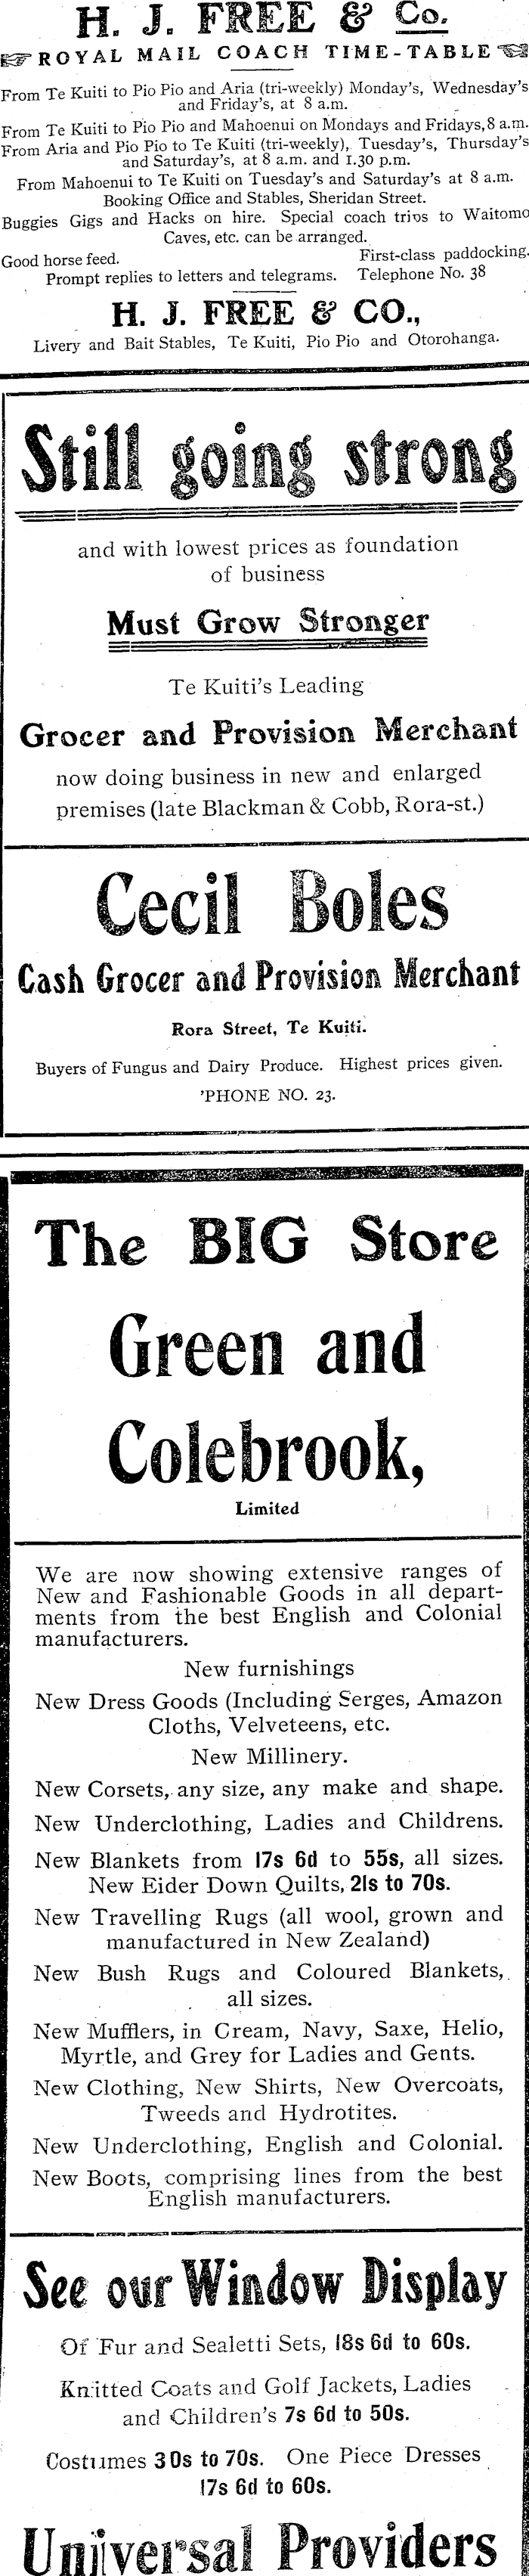 H. J. FREE & Co.
ROYAL MAIL COACH TIME-TABLE
From Te Kuiti to Pio Pio and Aria (tri-weekly) Monday's, Wednesday's
and Friday's, at 8 a.m.
From Te Kuiti to Pio Pio and Mahoenui on Mondays and Fridays, 8 a.m.
From Aria and Pio Pio to Te Kuiti (tri-weekly), Tuesday's, Thursday's
and Saturday's, at 8 a.m. and 1.30 p.m.
From Mahoenui to Te Kuiti on Tuesday's and Saturday's at 8 a.m.
Booking Office and Stables, Sheridan Street.
Buggies Gigs and Hacks on hire. Special coach trips to Waitomo
Caves, etc. can be arranged.
Good horse feed. First-class paddocking.
Prompt replies to letters and telegrams. Telephone No. 38
H. J. FREE & CO.,
Livery and Bait Stables, Te Kuiti, Pio Pio and Otorohanga.
Still going strong
and with lowest prices as foundation
of business
Must Grow Stronger
Te Kuiti's Leading
Grocer and Provision Merchant
now doing business in new and enlarged
premises (late Blackman & Cobb, Rora-st.)
Cecil Boles
Cash Grocer and Provision Merchant
Rora Street, Te Kuiti.
Buyers of Fungus and Dairy Produce. Highest prices given.
'PHONE NO. 23.
The BIG Store
Green and
Colebrook,
Limited
We are now showing extensive ranges of
New and Fashionable Goods in all depart-
ments from the best English and Colonial
manufacturers.
New furnishings
New Dress Goods (Including Serges, Amazon
Cloths, Velveteens, etc.
New Millinery.
New Corsets, any size, any make and shape.
New Underclothing, Ladies and Childrens.
New Blankets from 17s 6d to 55s, all sizes.
New Eider Down Quilts, 21s to 70s.
New Travelling Rugs (all wool, grown and
manufactured in New Zealand)
New Bush Rugs and Coloured Blankets,
all sizes.
New Mufflers, in Cream, Navy, Saxe, Helio,
Myrtle, and Grey for Ladies and Gents.
New Clothing, New Shirts, New Overcoats,
Tweeds and Hydrotites.
New Underclothing, English and Colonial.
New Boots, comprising lines from the best
English manufacturers.
See our Window Display
Of Fur and Sealetti Sets, 18s 6d to 60s.
Knitted Coats and Golf Jackets, Ladies
and Children's 7s 6d to 50s.
Costumes 30s to 70s. One Piece Dresses
17s 6d to 60s.
Universal Providers